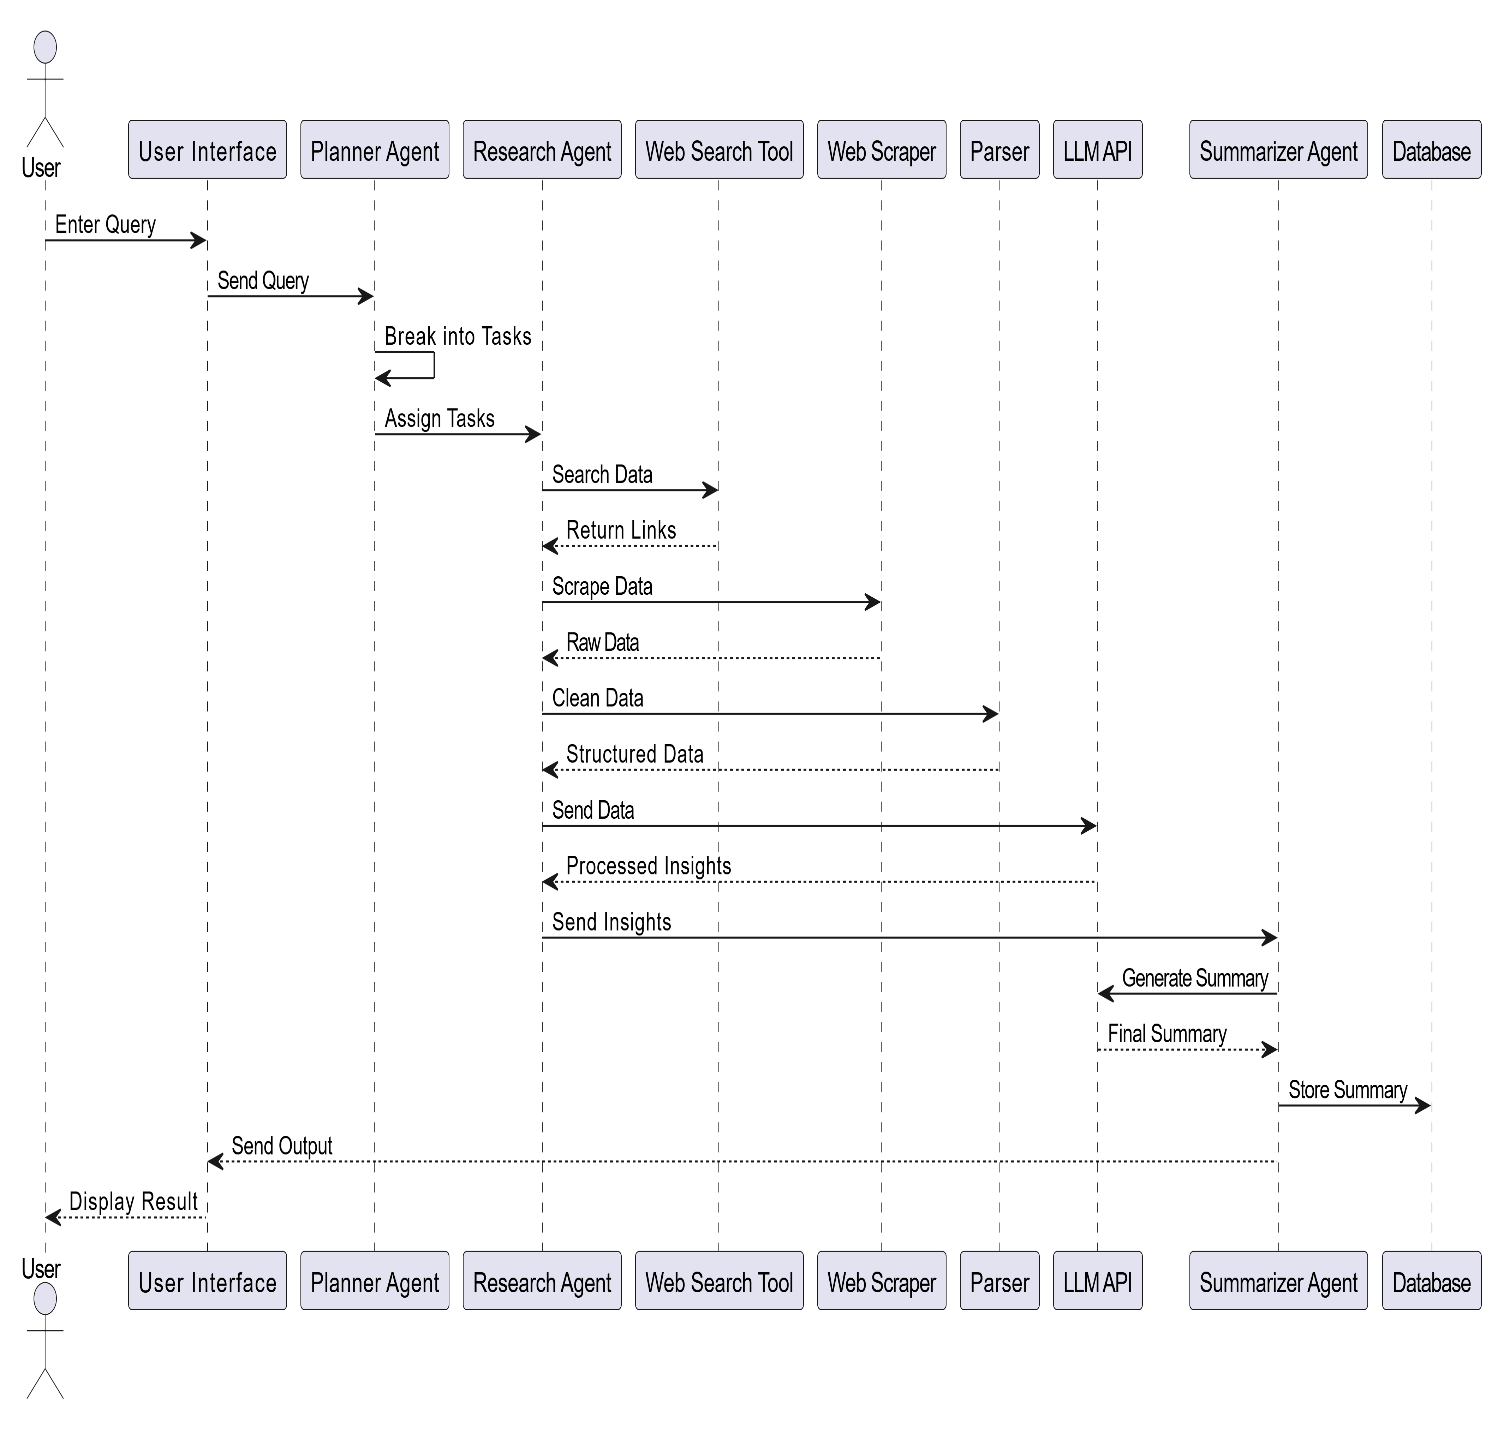 User
User Interface
Planner Agent
Research Agent
Web Search Tool
Web Scraper
Parser
LLM API
Summarizer Agent
Database
Enter Query
Send Query
Break into Tasks
Assign Tasks
Search Data
Return Links
Scrape Data
Raw Data
Clean Data
Structured Data
Send Data
Processed Insights
Send Insights
Generate Summary
Final Summary
Store Summary
Send Output
Display Result
User
User Interface
Planner Agent
Research Agent
Web Search Tool
Web Scraper
Parser
LLM API
Summarizer Agent
Database